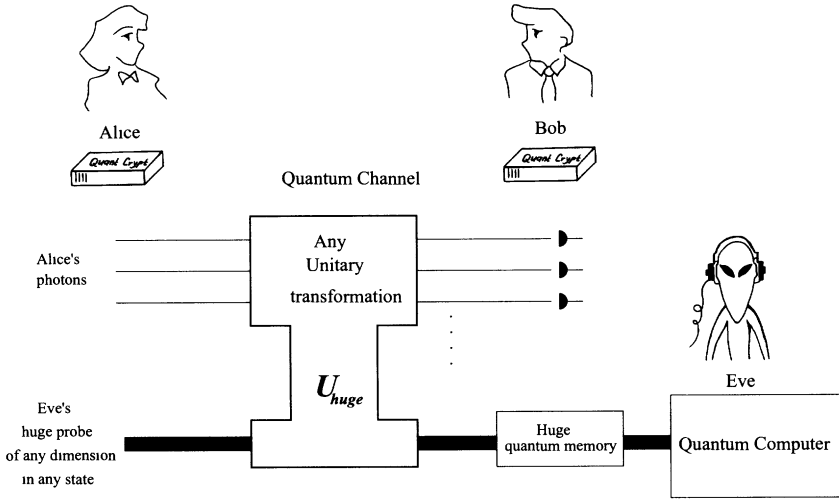 Alice
Quant Crypt
Bob
Quant Crypt
Quantum Channel
Alice's
photons
Any
Unitary
transformation
U huge
Eve
Eve's
huge probe
of any dimension
in any state
Huge
quantum memory
Quantum Computer